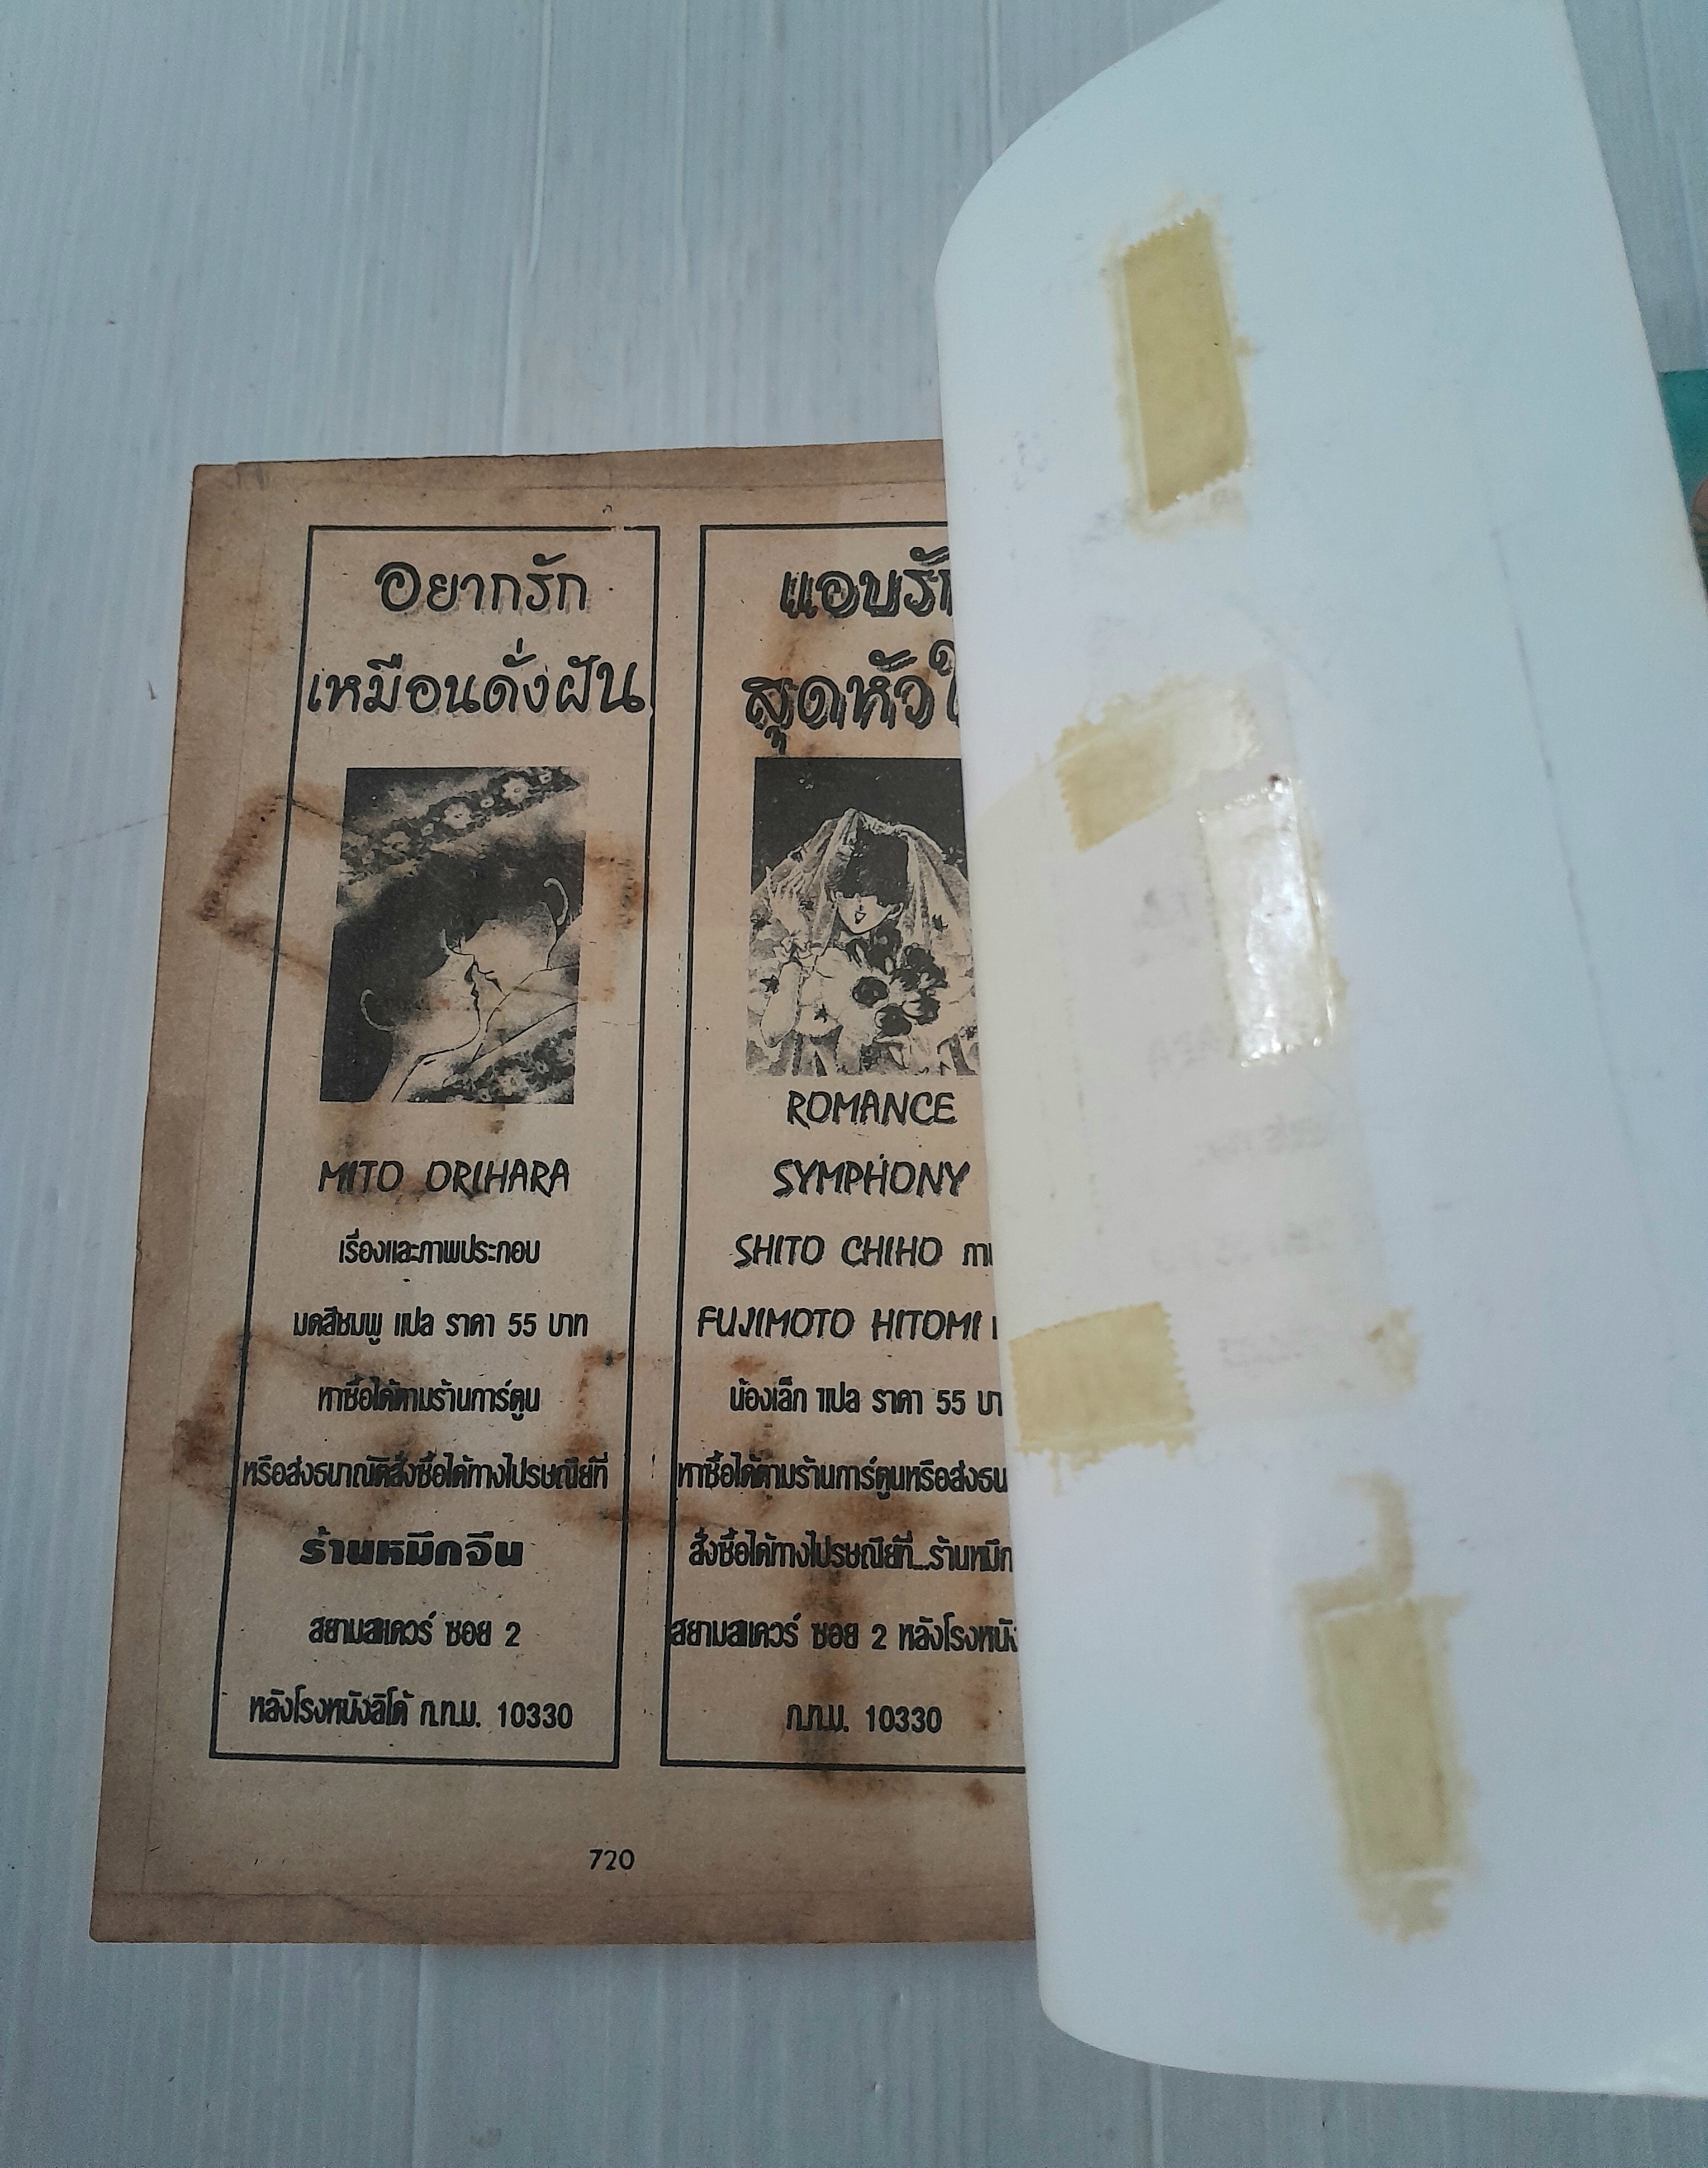 อยากรัก
เหมือนดั่งฝัน
MITO ORIHARA
เรื่องและภาพประกอบ
มดสีชมพู แปล ราคา 55 บาท
หาซื้อได้ตามร้านการ์ตูน
หรือส่งธนาณัติสั่งซื้อได้ทางไปรษณีย์ที่
ร้านหมึกจีน
สยามสแควร์ ซอย 2
หลังโรงหนังลิโด้ ก.ท.ม. 10330
แอบรัก
สุดหัว
ROMANCE
SYMPHONY
SHITO CHIHO
FUJIMOTO HITOMI
น้องเล็ก แปล ราคา 55
หาซื้อได้ตามร้านการ์ตูนหรือส่งธน
สั่งซื้อได้ทางไปรษณีย์ที่...ร้านหมึก
สยามสแควร์ ซอย 2 หลังโรงหนัง
ก.ท.ม. 10330
720